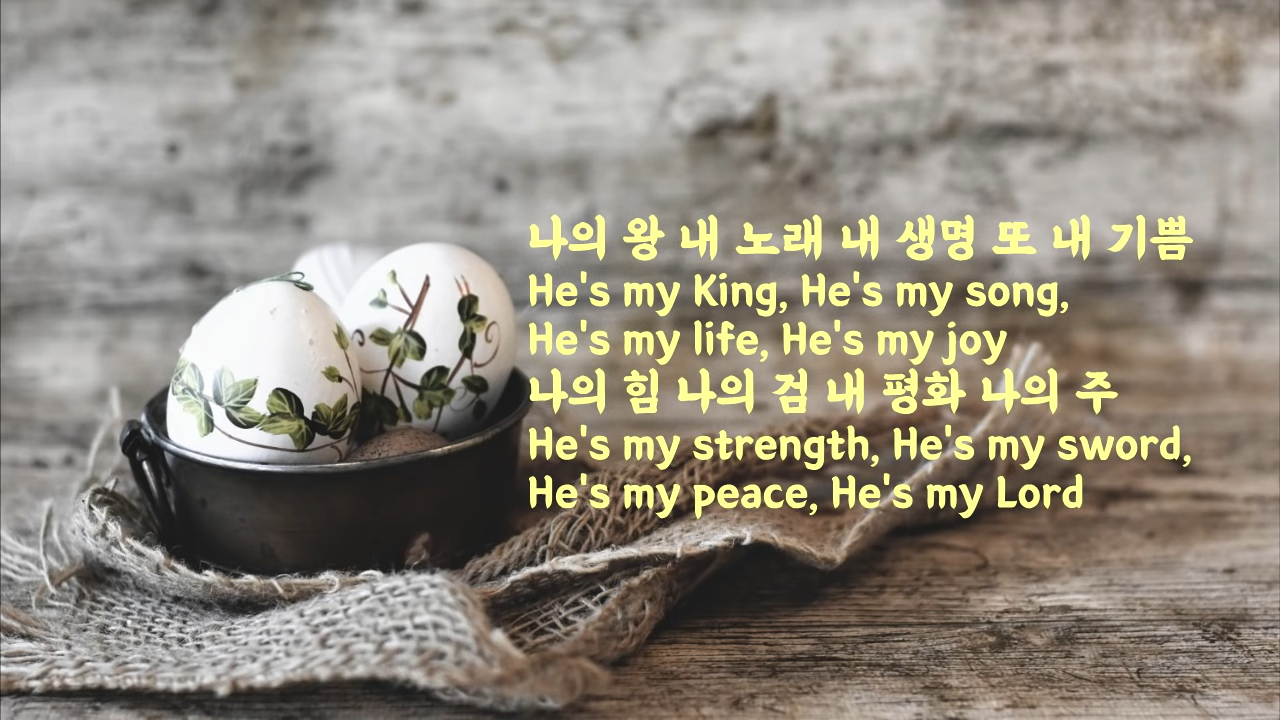 나의 왕 내 노래 내 생명 또 내 기쁨
He's my King, He's my song,
He's my life, He's my joy
나의 힘 나의 검 내 평화 나의 주
He's my strength, He's my sword,
He's my peace, He's my Lord